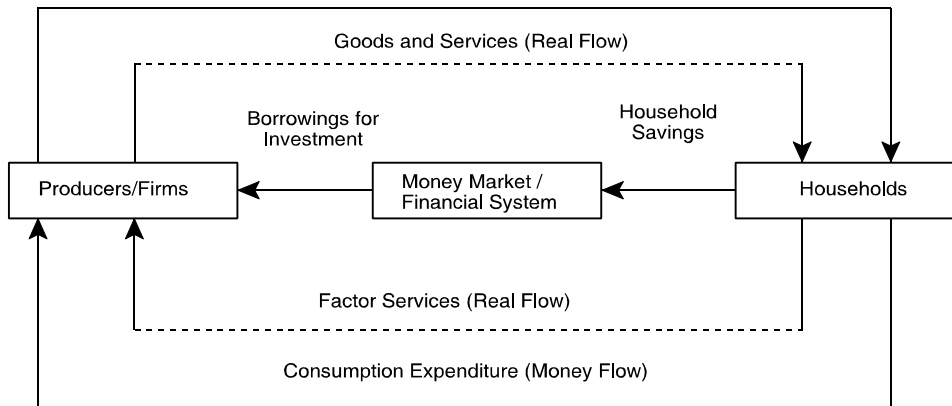 Goods and Services (Real Flow)
Borrowings for
Investment
Household
Savings
Producers/Firms
Money Market /
Financial System
Households
Factor Services (Real Flow)
Consumption Expenditure (Money Flow)